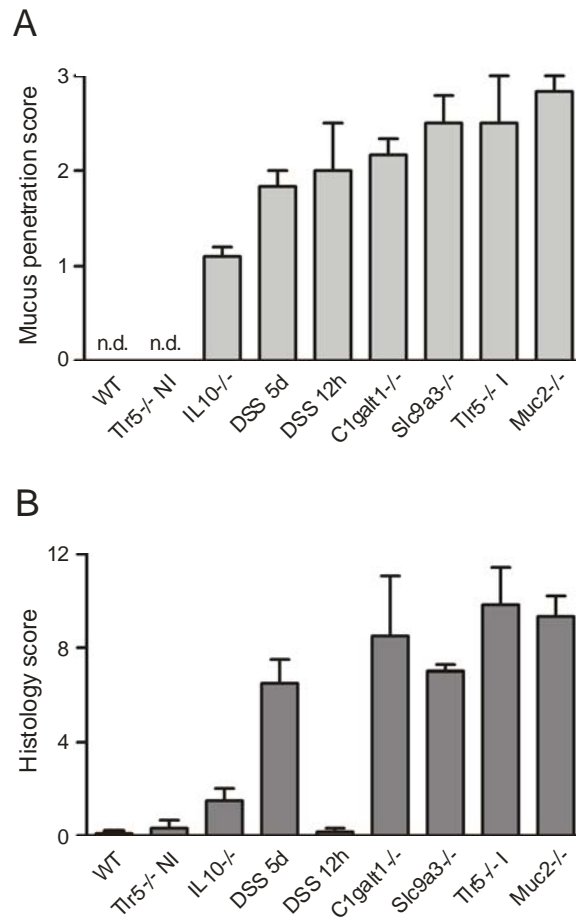 A
Mucus penetration score
3
2
1
0
n.d. n.d.
WT
Tlr5-/- NI
IL10-/-
DSS 5d
DSS 12h
C1galt1-/-
Slc9a3-/-
Tlr5-/- I
Muc2-/-
B
Histology score
12
8
4
0
WT
Tlr5-/- NI
IL10-/-
DSS 5d
DSS 12h
C1galt1-/-
Slc9a3-/-
Tlr5-/- I
Muc2-/-